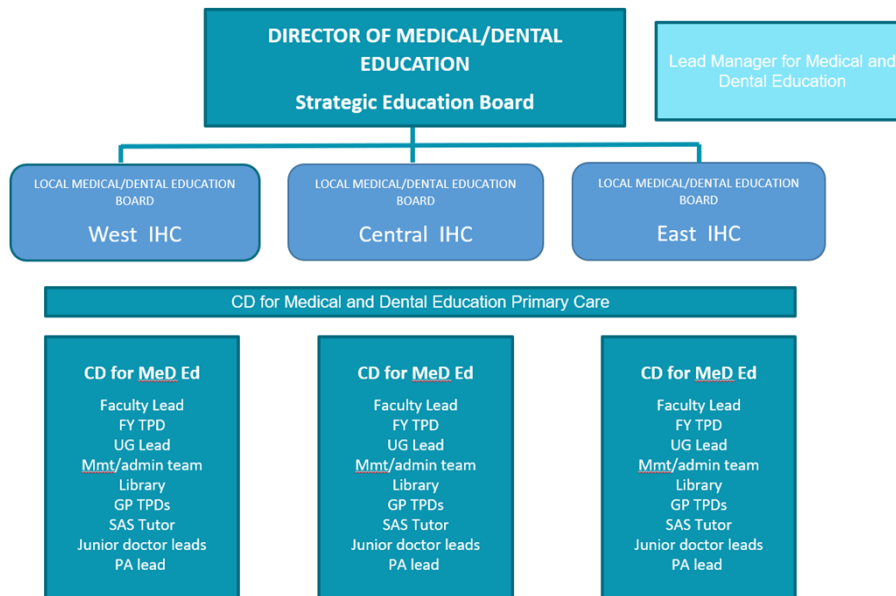 DIRECTOR OF MEDICAL/DENTAL
EDUCATION
Strategic Education Board
Lead Manager for Medical and
Dental Education
LOCAL MEDICAL/DENTAL EDUCATION
BOARD
West IHC
LOCAL MEDICAL/DENTAL EDUCATION
BOARD
Central IHC
LOCAL MEDICAL/DENTAL EDUCATION
BOARD
East IHC
CD for Medical and Dental Education Primary Care
CD for MeD Ed
Faculty Lead
FY TPD
UG Lead
Mmt/admin team
Library
GP TPDs
SAS Tutor
Junior doctor leads
PA lead
CD for MeD Ed
Faculty Lead
FY TPD
UG Lead
Mmt/admin team
Library
GP TPDs
SAS Tutor
Junior doctor leads
PA lead
CD for MeD Ed
Faculty Lead
FY TPD
UG Lead
Mmt/admin team
Library
GP TPDs
SAS Tutor
Junior doctor leads
PA lead